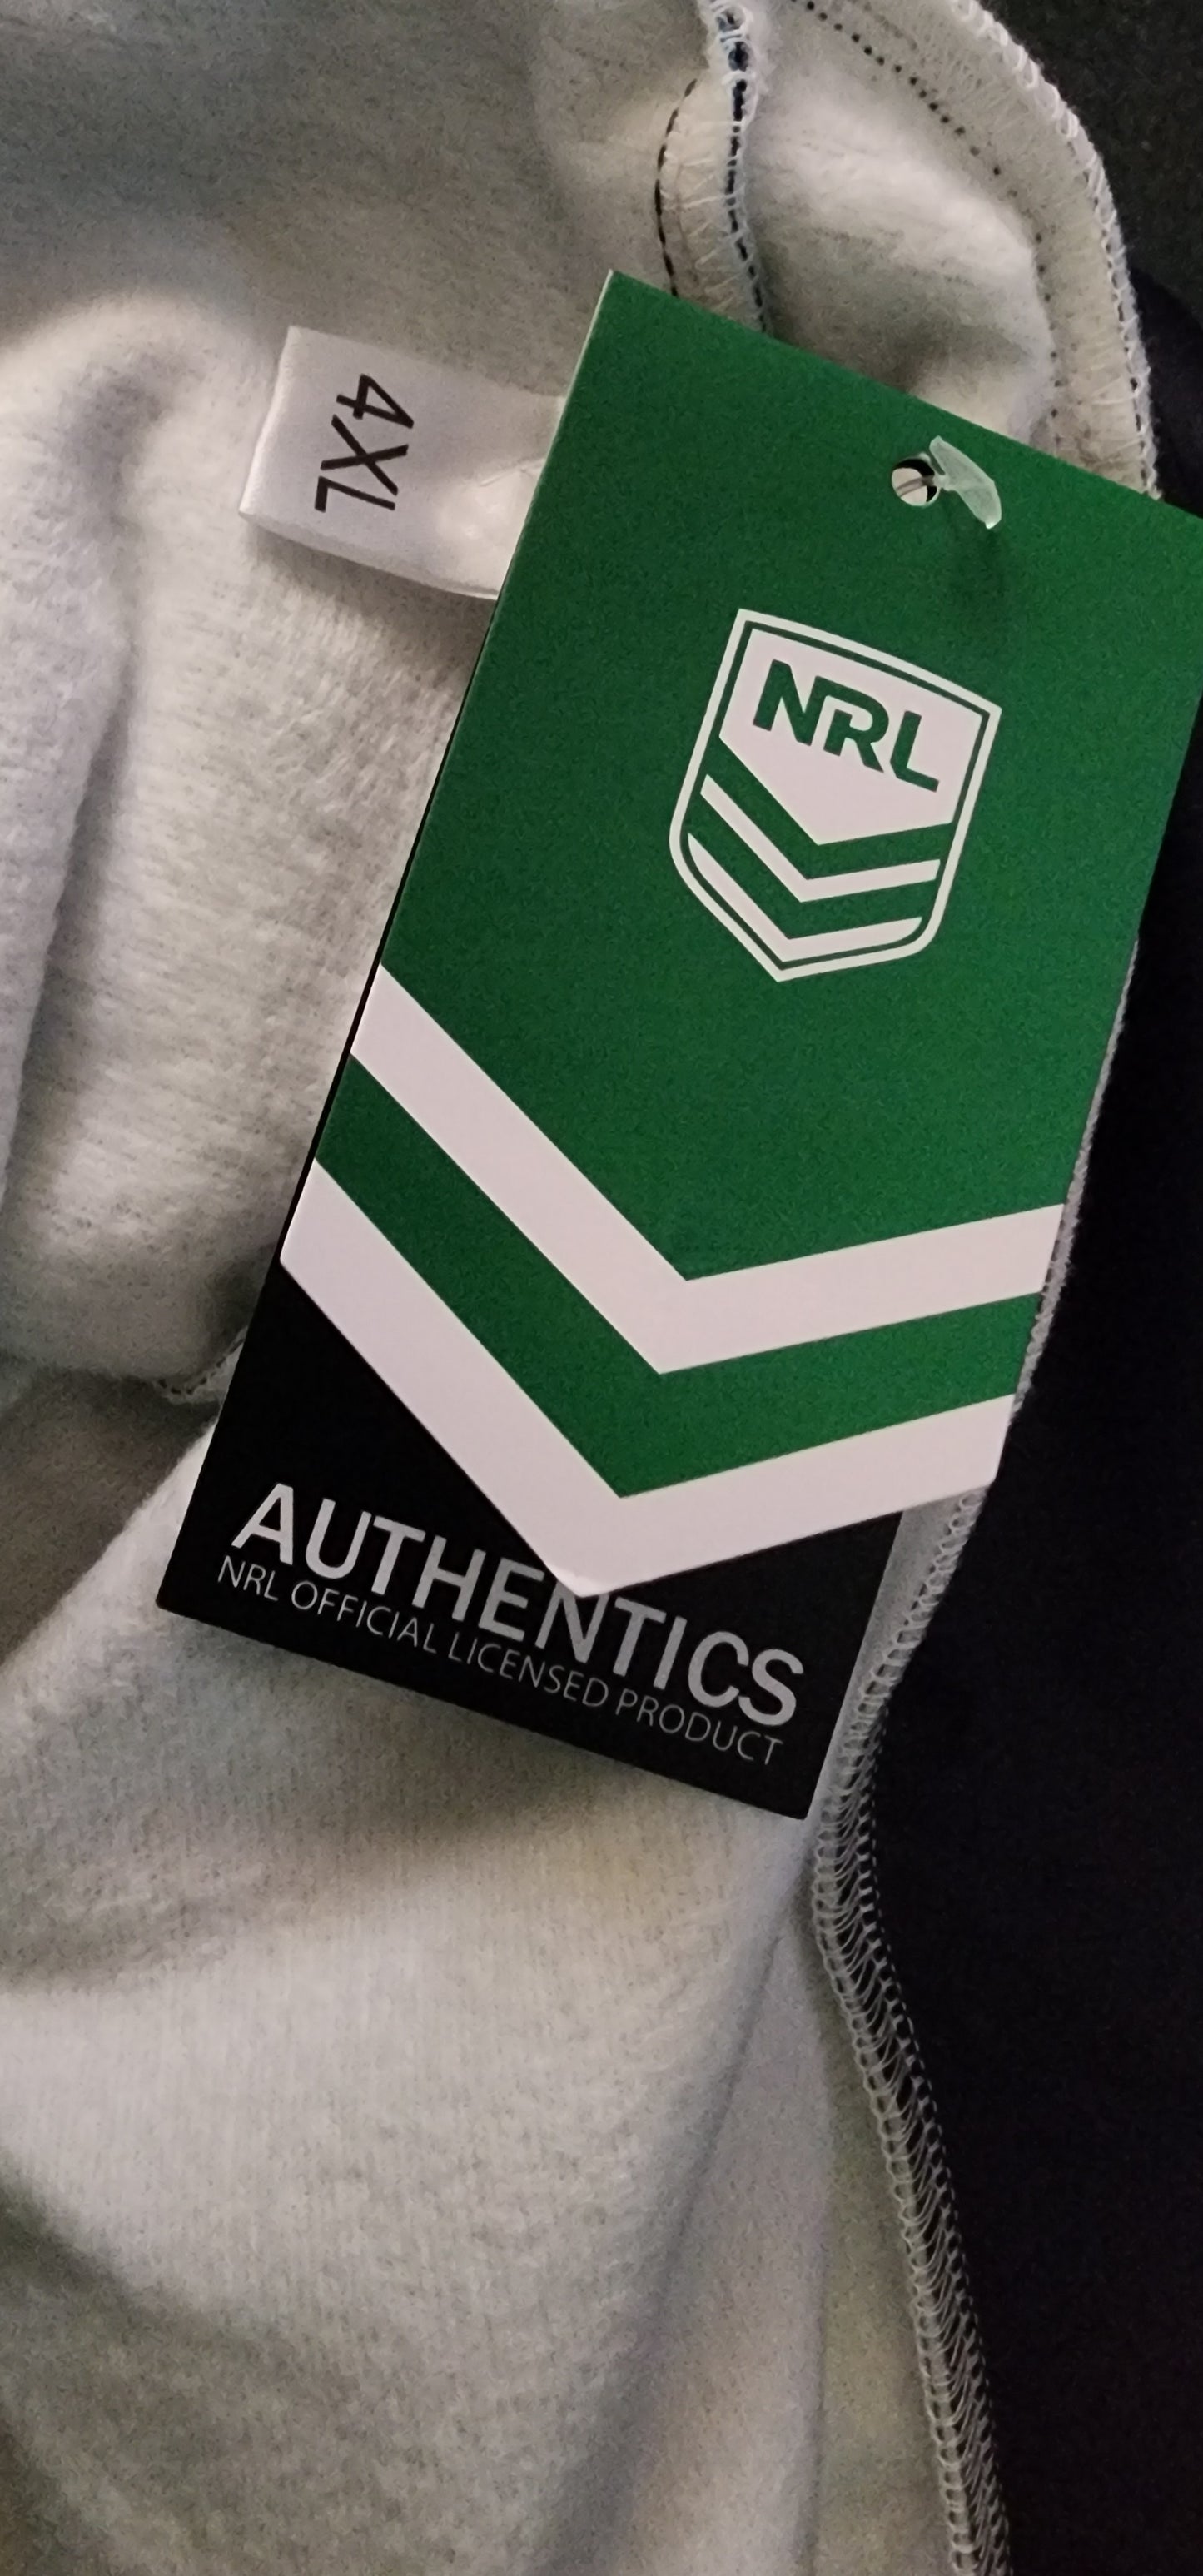 4XL
NRL
AUTHENTICS
NRL OFFICIAL LICENSED PRODUCT